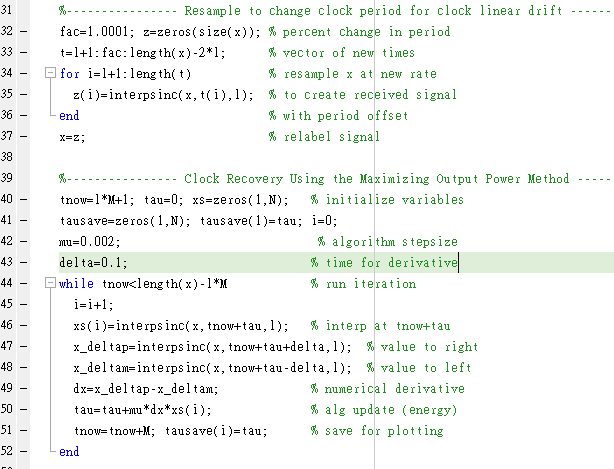 31 %--------------- Resample to change clock period for clock linear drift ------
32 — fac=1.0001; z=zeros(size(x)); % percent change in period
33 — t=l+1:fac:length(x)-2*l; % vector of new times
34 — for i=l+1:length(t) % resample x at new rate
35 — z(i)=interpsinc(x,t(i),l); % to create received signal
36 — end % with period offset
37 — x=z; % relabel signal
38
39 %--------------- Clock Recovery Using the Maximizing Output Power Method -----
40 — tnow=l*M+1; tau=0; xs=zeros(1,N); % initialize variables
41 — tausave=zeros(1,N); tausave(1)=tau; i=0;
42 — mu=0.002; % algorithm stepsize
43 — delta=0.1; % time for derivative
44 — while tnow<length(x)-l*M % run iteration
45 — i=i+1;
46 — xs(i)=interpsinc(x,tnow+tau,l); % interp at tnow+tau
47 — x_deltap=interpsinc(x,tnow+tau+delta,l); % value to right
48 — x_deltam=interpsinc(x,tnow+tau-delta,l); % value to left
49 — dx=x_deltap-x_deltam; % numerical derivative
50 — tau=tau+mu*dx*xs(i); % alg update (energy)
51 — tnow=tnow+M; tausave(i)=tau; % save for plotting
52 — end